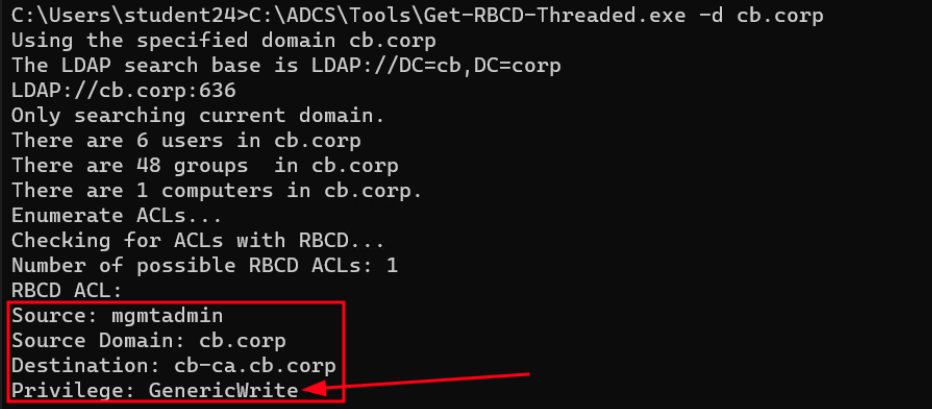 C:\Users\student24>C:\ADCS\Tools\Get-RBCD-Threaded.exe -d cb.corp
Using the specified domain cb.corp
The LDAP search base is LDAP://DC=cb,DC=corp
LDAP://cb.corp:636
Only searching current domain.
There are 6 users in cb.corp
There are 48 groups  in cb.corp
There are 1 computers in cb.corp.
Enumerate ACLs...
Checking for ACLs with RBCD...
Number of possible RBCD ACLs: 1
RBCD ACL:
Source: mgmtadmin
Source Domain: cb.corp
Destination: cb-ca.cb.corp
Privilege: GenericWrite